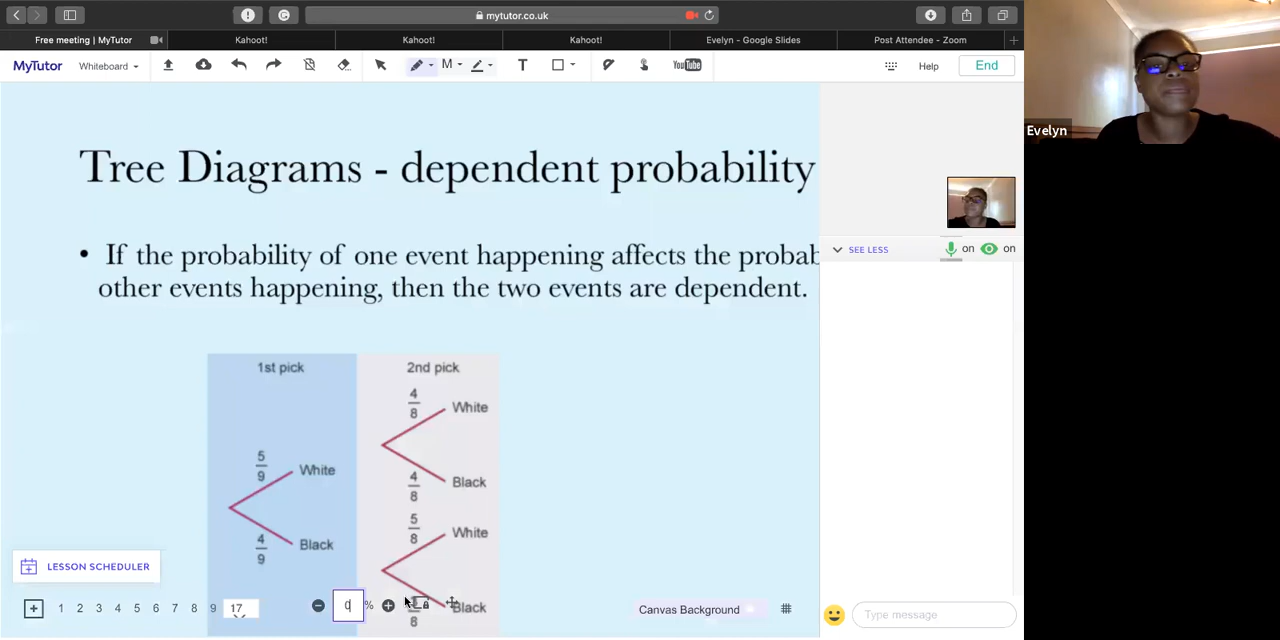 mytutor.co.uk
Free meeting | MyTutor
Kahoot!
Kahoot!
Kahoot!
Evelyn - Google Slides
Post Attendee - Zoom
MyTutor
Whiteboard
M
T
YouTube
Help
End
Evelyn
Tree Diagrams - dependent probability
• If the probability of one event happening affects the probab
other events happening, then the two events are dependent.
SEE LESS
on
on
1st pick
2nd pick
4/8
White
5/9
White
4/8
Black
5/8
White
4/9
Black
8
Black
LESSON SCHEDULER
1 2 3 4 5 6 7 8 9 17
0 %
Canvas Background
Type message